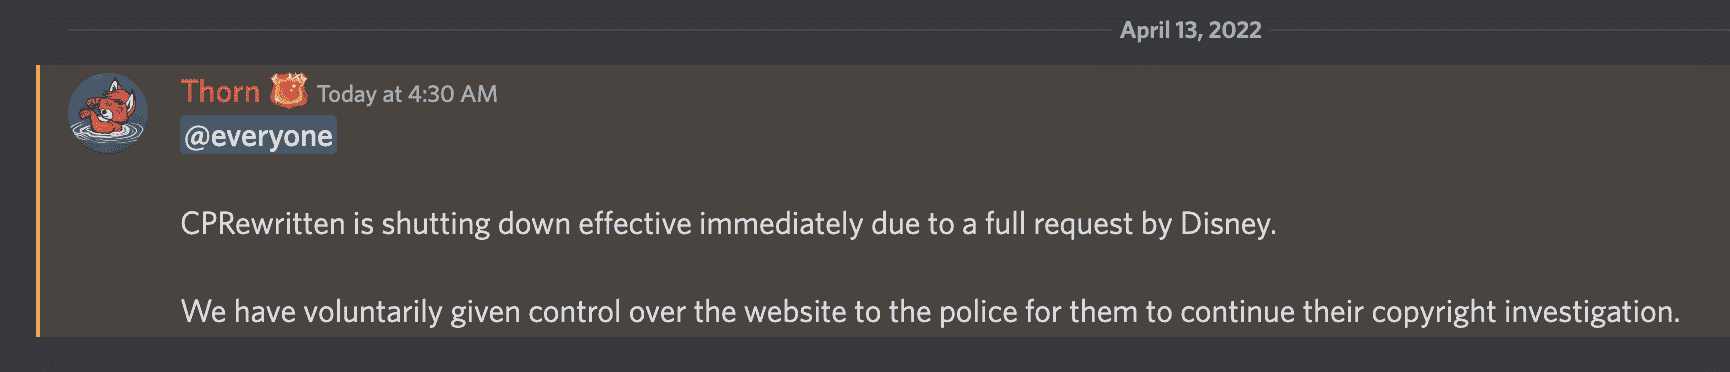 April 13, 2022
Thorn Today at 4:30 AM
@everyone
CPRewritten is shutting down effective immediately due to a full request by Disney.
We have voluntarily given control over the website to the police for them to continue their copyright investigation.